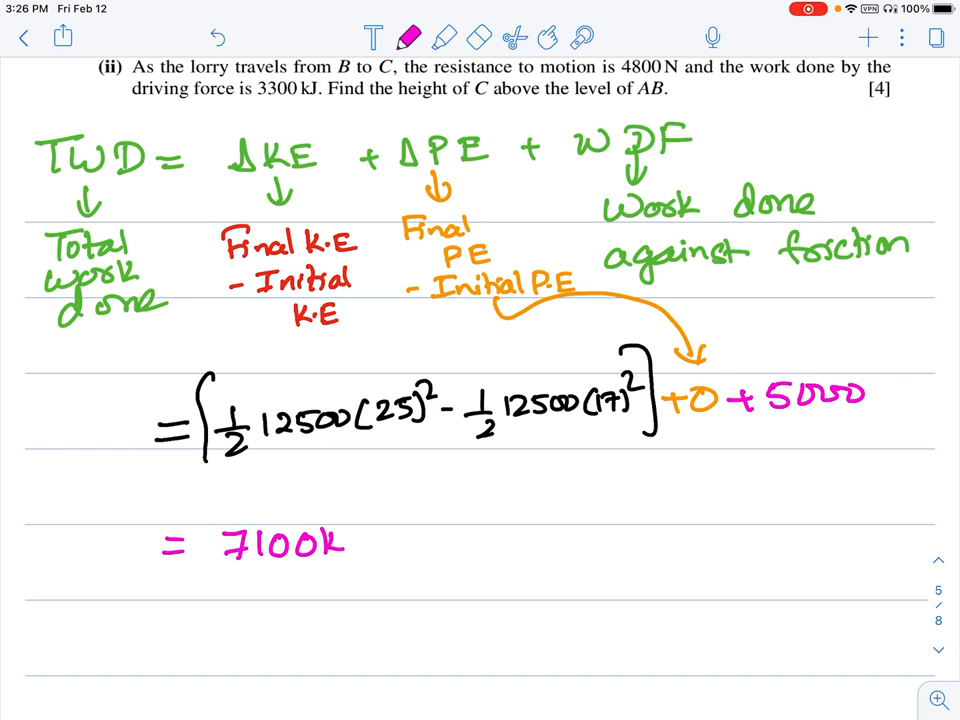 3:26 PM Fri Feb 12
VPN 100%
T
(ii) As the lorry travels from B to C, the resistance to motion is 4800 N and the work done by the
driving force is 3300 kJ. Find the height of C above the level of AB. [4]
TWD = ΔKE + ΔPE + WDF
Total work done
Final K.E - Initial K.E
Final PE - Initial P.E
Work done against friction
= [1/2 12500(25)² - 1/2 12500(17)²] + 0 + 5000
= 7100k
5
/
8